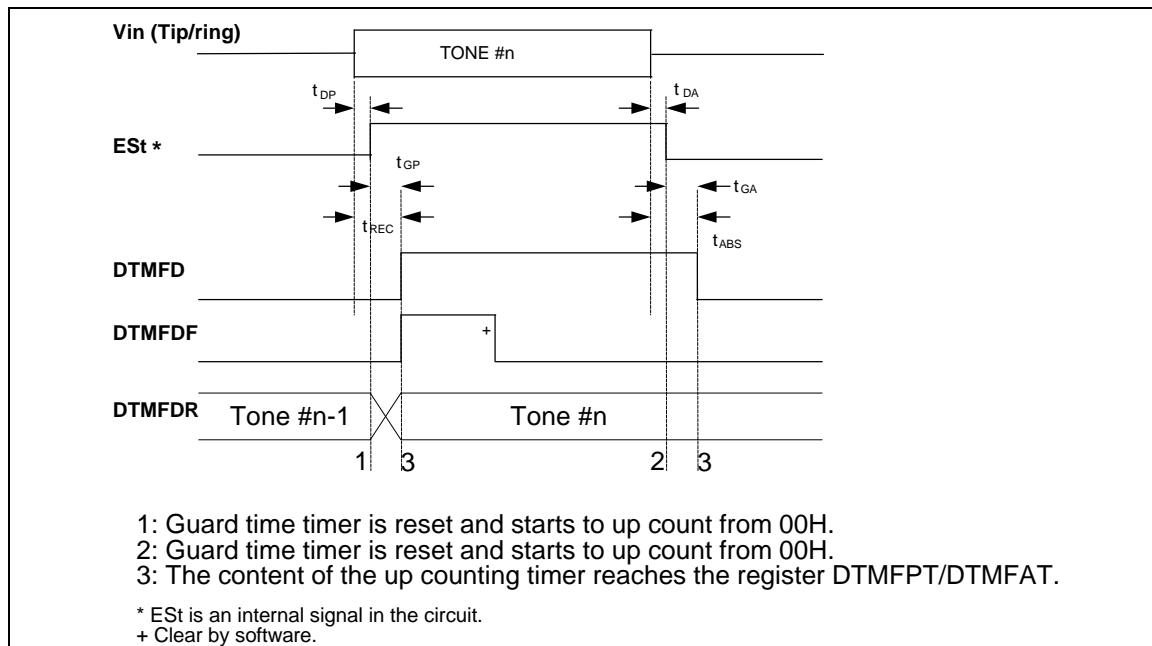 Vin (Tip/ring)
TONE #n
tDP
tDA
ESt *
tGP
tGA
tREC
tABS
DTMFD
DTMFDF
+
DTMFDR
Tone #n-1
Tone #n
1 3 2 3
1: Guard time timer is reset and starts to up count from 00H.
2: Guard time timer is reset and starts to up count from 00H.
3: The content of the up counting timer reaches the register DTMFPT/DTMFAT.
* ESt is an internal signal in the circuit.
+ Clear by software.